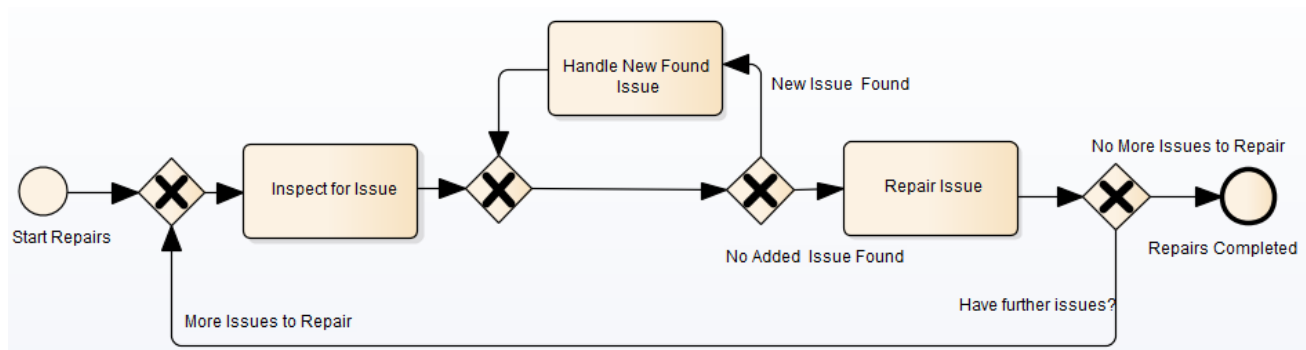 Handle New Found
Issue
New Issue Found
No More Issues to Repair
Inspect for Issue
Repair Issue
Start Repairs
No Added Issue Found
Repairs Completed
Have further issues?
More Issues to Repair